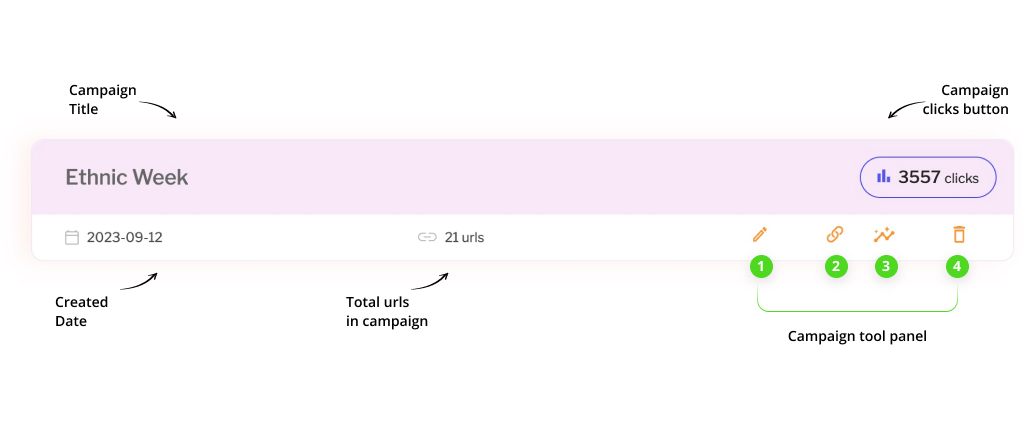 Campaign
Title
Campaign
clicks button
Ethnic Week
3557 clicks
2023-09-12
21 urls
1
2
3
4
Created
Date
Total urls
in campaign
Campaign tool panel